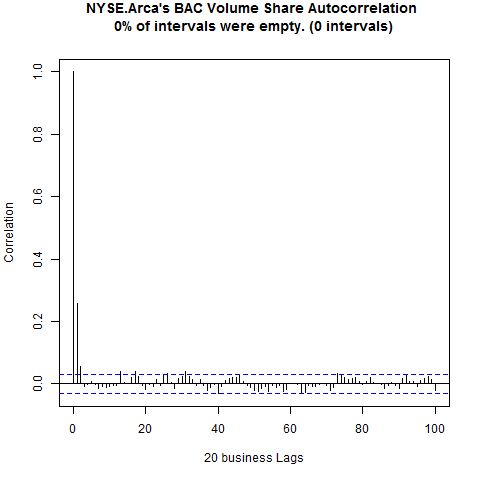 NYSE.Arca's BAC Volume Share Autocorrelation
0% of intervals were empty. (0 intervals)
1.0
0.8
0.6
0.4
0.2
0.0
Correlation
0 20 40 60 80 100
20 business Lags